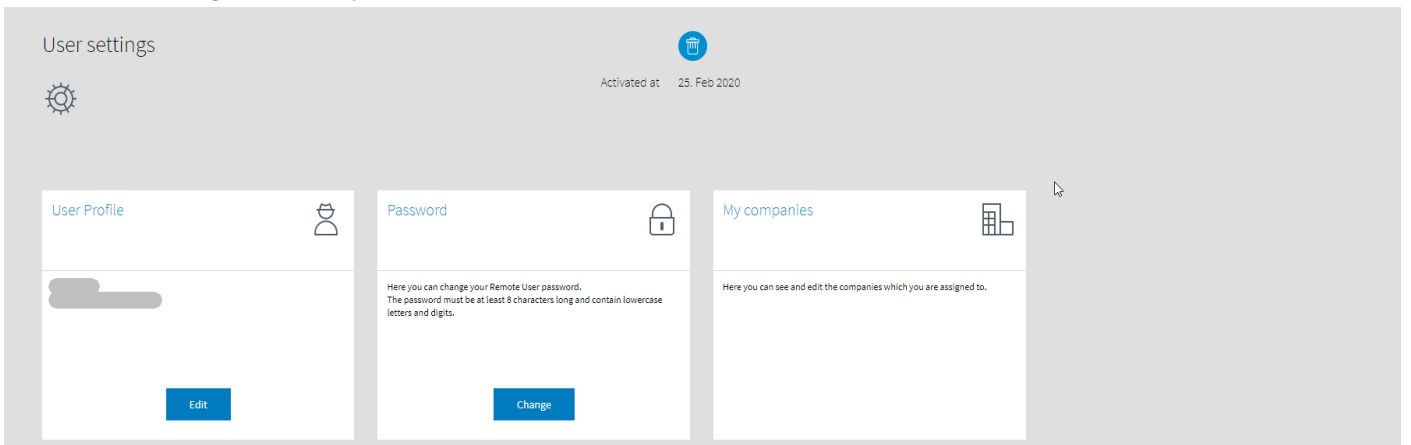 User settings
Activated at 25. Feb 2020
User Profile
Edit
Password
Here you can change your Remote User password.
The password must be at least 8 characters long and contain lowercase
letters and digits.
Change
My companies
Here you can see and edit the companies which you are assigned to.